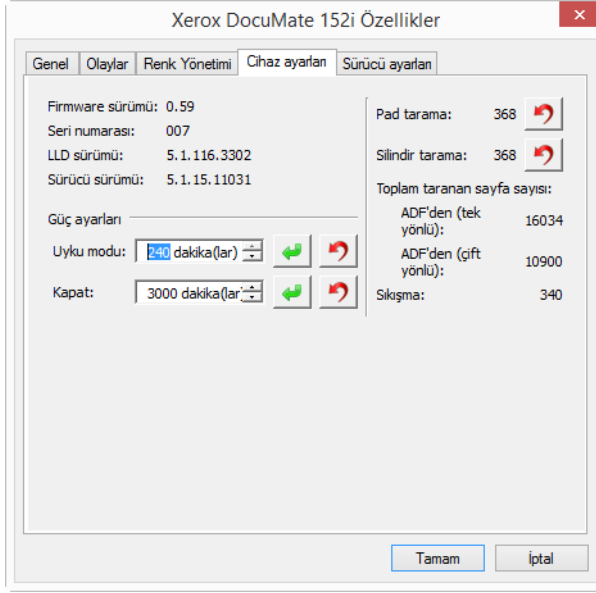 Xerox DocuMate 152i Özellikler
Genel Olaylar Renk Yönetimi Cihaz ayarları Sürücü ayarları
Firmware sürümü: 0.59
Seri numarası: 007
LLD sürümü: 5.1.116.3302
Sürücü sürümü: 5.1.15.11031
Güç ayarları
Uyku modu: 240 dakika(lar)
Kapat: 3000 dakika(lar)
Pad tarama: 368
Silindir tarama: 368
Toplam taranan sayfa sayısı:
ADF'den (tek
yönlü): 16034
ADF'den (çift
yönlü): 10900
Sıkışma: 340
Tamam İptal